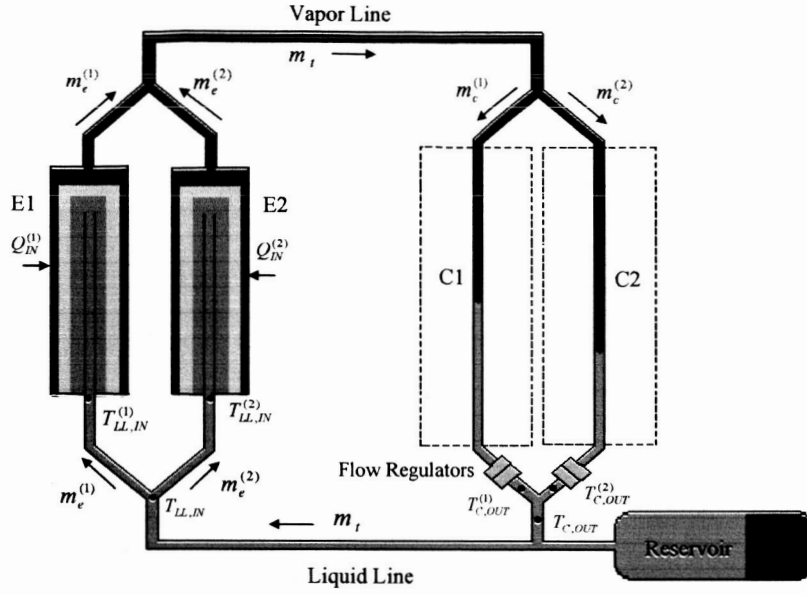 Vapor Line
m_t
m_e^(1)
m_e^(2)
m_c^(1)
m_c^(2)
E1
E2
Q_IN^(1)
Q_IN^(2)
C1
C2
T_LL,IN^(1)
T_LL,IN^(2)
Flow Regulators
T_C,OUT^(1)
T_C,OUT^(2)
m_e^(1)
m_e^(2)
T_LL,IN
T_C,OUT
m_t
Reservoir
Liquid Line